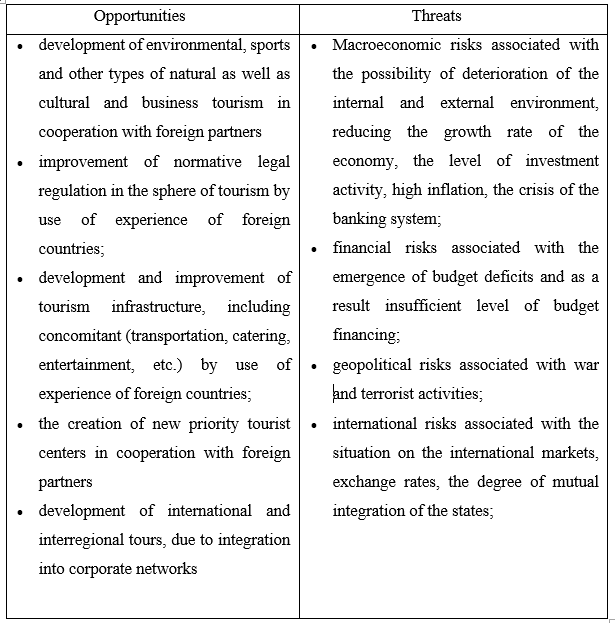 Opportunities
Threats
• development of environmental, sports
and other types of natural as well as
cultural and business tourism in
cooperation with foreign partners
• improvement of normative legal
regulation in the sphere of tourism by
use of experience of foreign
countries;
• development and improvement of
tourism infrastructure, including
concomitant (transportation, catering,
entertainment, etc.) by use of
experience of foreign countries;
• the creation of new priority tourist
centers in cooperation with foreign
partners
• development of international and
interregional tours, due to integration
into corporate networks
• Macroeconomic risks associated with
the possibility of deterioration of the
internal and external environment,
reducing the growth rate of the
economy, the level of investment
activity, high inflation, the crisis of the
banking system;
• financial risks associated with the
emergence of budget deficits and as a
result insufficient level of budget
financing;
• geopolitical risks associated with war
and terrorist activities;
• international risks associated with the
situation on the international markets,
exchange rates, the degree of mutual
integration of the states;